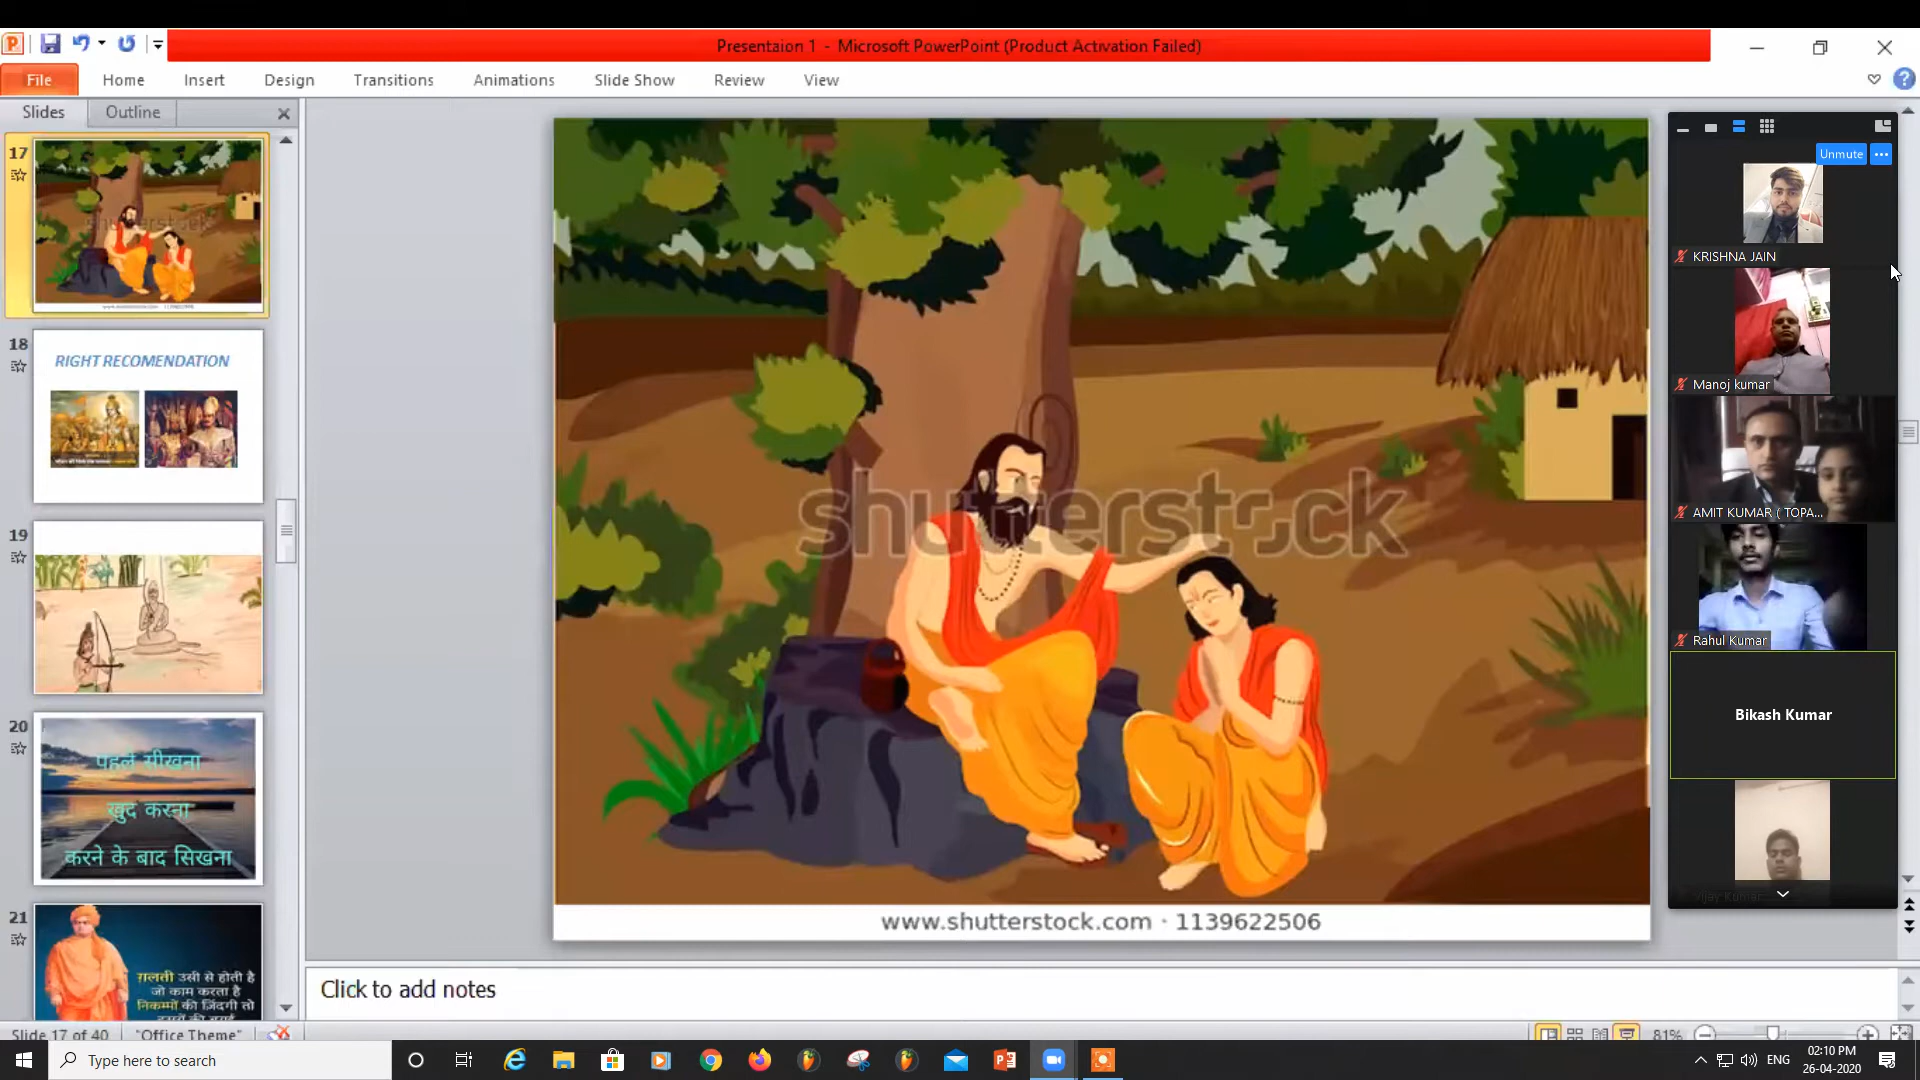 Presentaion 1 - Microsoft PowerPoint (Product Activation Failed)
File Home Insert Design Transitions Animations Slide Show Review View
Slides Outline
17
shutterstock
18
RIGHT RECOMENDATION
19
20
पहले सीखना
खुद करना
करने के बाद सिखना
21
ग़लती उसी से होती है
जो काम करता है
निकम्मों की ज़िंदगी तो
shutterstock
www.shutterstock.com · 1139622506
Unmute
KRISHNA JAIN
Manoj kumar
AMIT KUMAR ( TOPA...
Rahul Kumar
Bikash Kumar
Click to add notes
Slide 17 of 40 "Office Theme" 81%
Type here to search
ENG
02:10 PM
26-04-2020